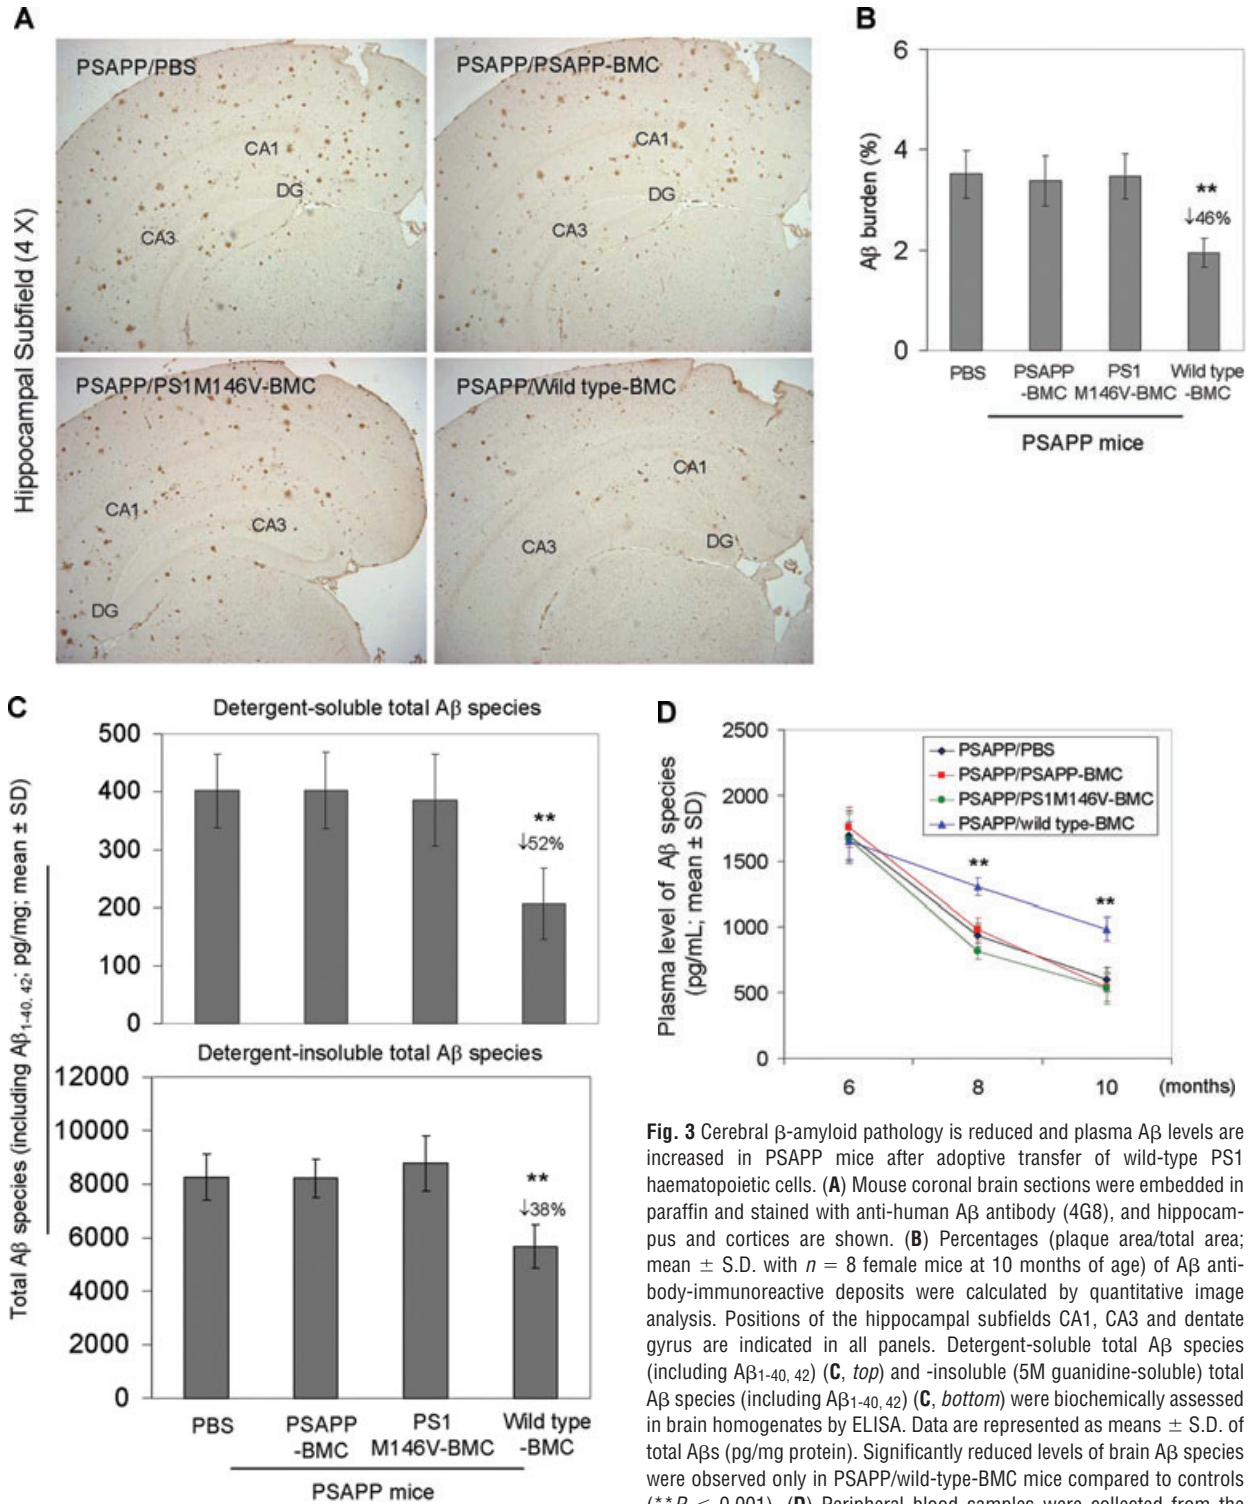 A
Hippocampal Subfield (4 X)
PSAPP/PBS
CA1
DG
CA3
PSAPP/PSAPP-BMC
CA1
DG
CA3
PSAPP/PS1M146V-BMC
CA1
CA3
DG
PSAPP/Wild type-BMC
CA1
CA3
DG
B
Aβ burden (%)
6
4
2
0
**
↓46%
PBS
PSAPP
-BMC
PS1
M146V-BMC
Wild type
-BMC
PSAPP mice
C
Total Aβ species (including Aβ1-40, 42; pg/mg; mean ± SD)
Detergent-soluble total Aβ species
500
400
300
200
100
0
**
↓52%
Detergent-insoluble total Aβ species
12000
10000
8000
6000
4000
2000
0
**
↓38%
PBS
PSAPP
-BMC
PS1
M146V-BMC
Wild type
-BMC
PSAPP mice
D
Plasma level of Aβ species
(pg/mL; mean ± SD)
2500
2000
1500
1000
500
0
PSAPP/PBS
PSAPP/PSAPP-BMC
PSAPP/PS1M146V-BMC
PSAPP/wild type-BMC
**
**
6
8
10
(months)
Fig. 3 Cerebral β-amyloid pathology is reduced and plasma Aβ levels are
increased in PSAPP mice after adoptive transfer of wild-type PS1
haematopoietic cells. (A) Mouse coronal brain sections were embedded in
paraffin and stained with anti-human Aβ antibody (4G8), and hippocam-
pus and cortices are shown. (B) Percentages (plaque area/total area;
mean ± S.D. with n = 8 female mice at 10 months of age) of Aβ anti-
body-immunoreactive deposits were calculated by quantitative image
analysis. Positions of the hippocampal subfields CA1, CA3 and dentate
gyrus are indicated in all panels. Detergent-soluble total Aβ species
(including Aβ1-40, 42) (C, top) and -insoluble (5M guanidine-soluble) total
Aβ species (including Aβ1-40, 42) (C, bottom) were biochemically assessed
in brain homogenates by ELISA. Data are represented as means ± S.D. of
total Aβs (pg/mg protein). Significantly reduced levels of brain Aβ species
were observed only in PSAPP/wild-type-BMC mice compared to controls
(**P < 0.001). (D) Peripheral blood samples were collected from the